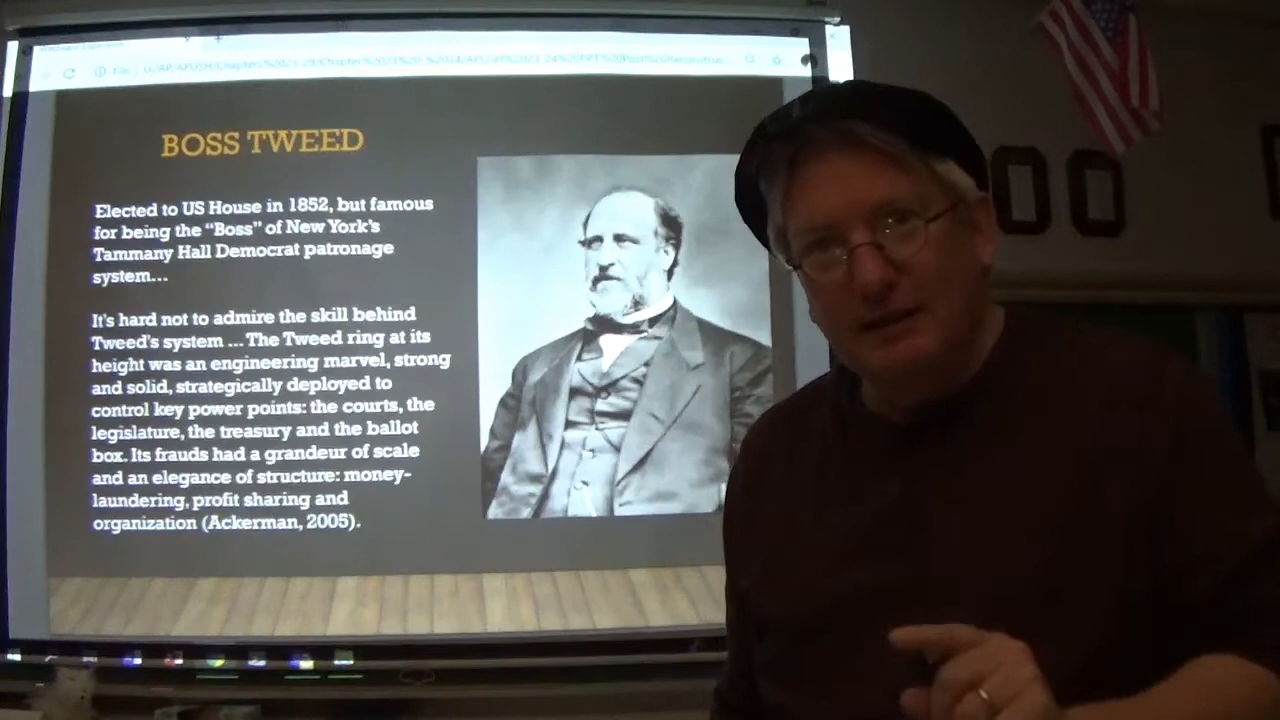 BOSS TWEED
Elected to US House in 1852, but famous
for being the “Boss” of New York’s
Tammany Hall Democrat patronage
system…
It’s hard not to admire the skill behind
Tweed’s system … The Tweed ring at its
height was an engineering marvel, strong
and solid, strategically deployed to
control key power points: the courts, the
legislature, the treasury and the ballot
box. Its frauds had a grandeur of scale
and an elegance of structure: money-
laundering, profit sharing and
organization (Ackerman, 2005).